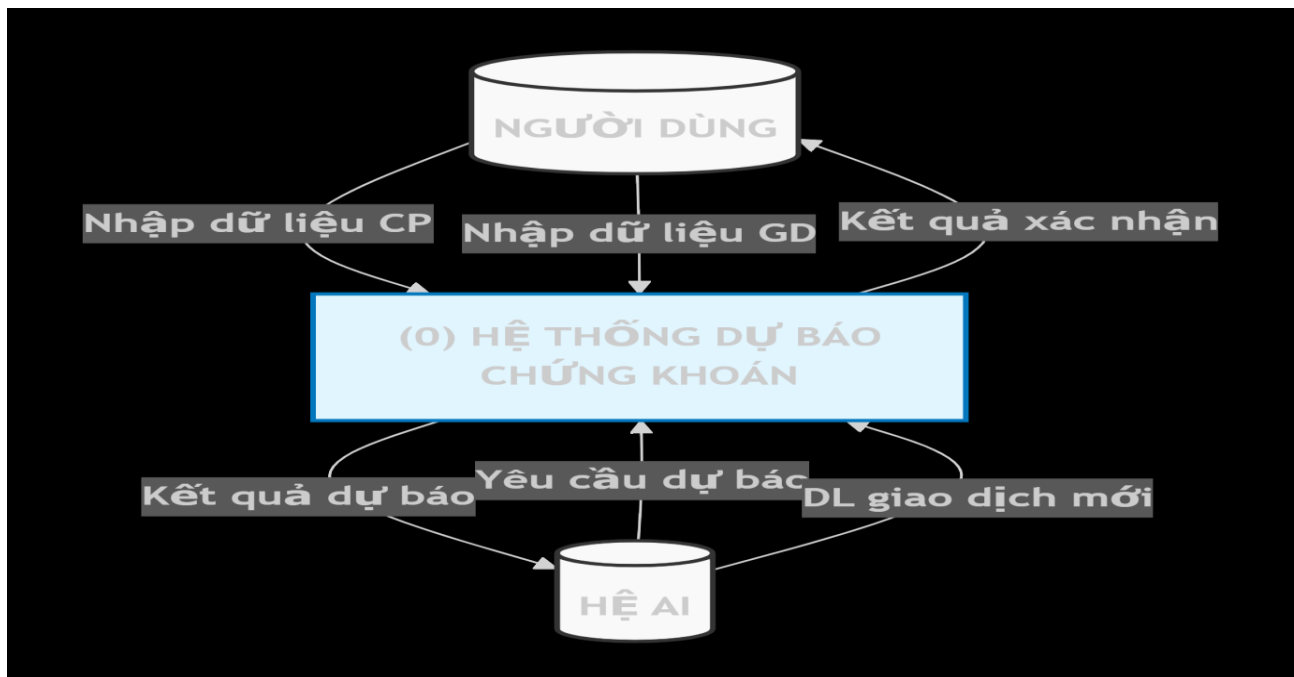 NGƯỜI DÙNG
Nhập dữ liệu CP
Nhập dữ liệu GD
Kết quả xác nhận
(0) HỆ THỐNG DỰ BÁO
CHỨNG KHOÁN
Kết quả dự báo
Yêu cầu dự báo
DL giao dịch mới
HỆ AI